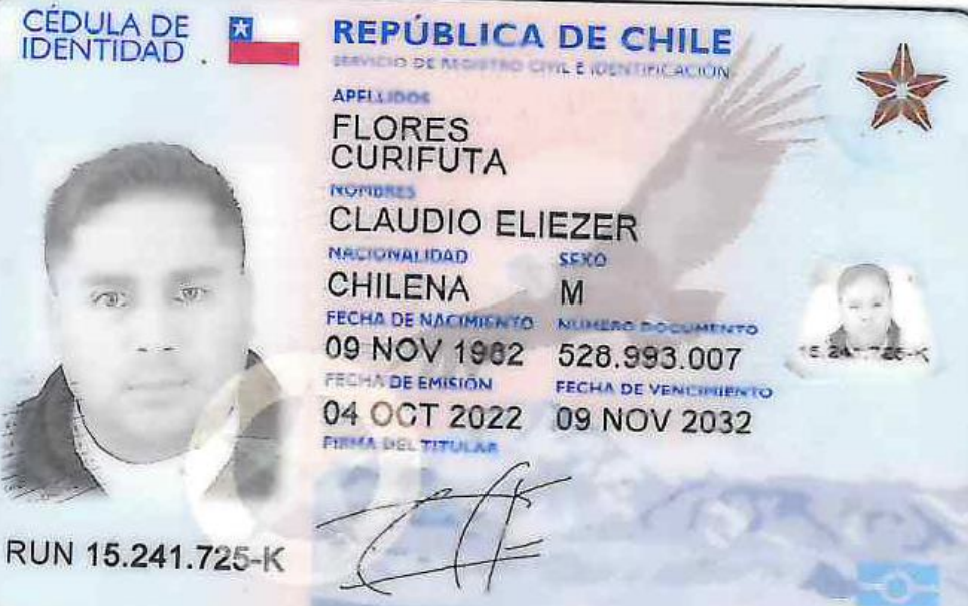 CÉDULA DE
IDENTIDAD
REPÚBLICA DE CHILE
SERVICIO DE REGISTRO CIVIL E IDENTIFICACIÓN
APELLIDOS
FLORES
CURIFUTA
NOMBRES
CLAUDIO ELIEZER
NACIONALIDAD SEXO
CHILENA M
FECHA DE NACIMIENTO NÚMERO DOCUMENTO
09 NOV 1982 528.993.007
FECHA DE EMISIÓN FECHA DE VENCIMIENTO
04 OCT 2022 09 NOV 2032
FIRMA DEL TITULAR
15.241.725-K
RUN 15.241.725-K